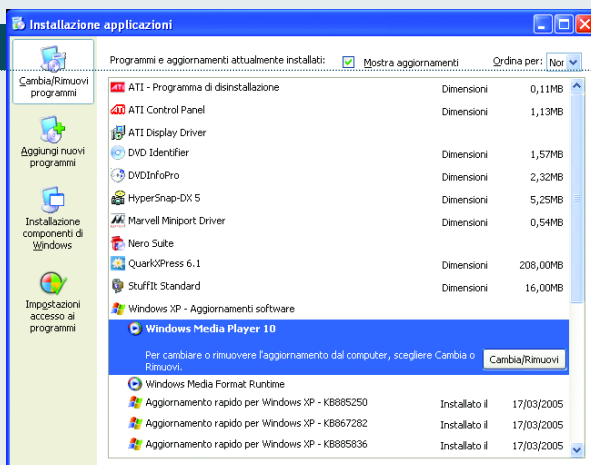 Installazione applicazioni
Programmi e aggiornamenti attualmente installati: Mostra aggiornamenti Ordina per: Nor
Cambia/Rimuovi
programmi
Aggiungi nuovi
programmi
Installazione
componenti di
Windows
Impostazioni
accesso ai
programmi
ATI ATI - Programma di disinstallazione Dimensioni 0,11MB
ATI ATI Control Panel Dimensioni 1,13MB
ATI Display Driver
DVD Identifier Dimensioni 1,57MB
DVDInfoPro Dimensioni 2,32MB
HyperSnap-DX 5 Dimensioni 5,25MB
Marvell Miniport Driver Dimensioni 0,54MB
Nero Suite
QuarkXPress 6.1 Dimensioni 208,00MB
StuffIt Standard Dimensioni 16,00MB
Windows XP - Aggiornamenti software
Windows Media Player 10
Per cambiare o rimuovere l'aggiornamento dal computer, scegliere Cambia o
Rimuovi.
Cambia/Rimuovi
Windows Media Format Runtime
Aggiornamento rapido per Windows XP - KB885250 Installato il 17/03/2005
Aggiornamento rapido per Windows XP - KB867282 Installato il 17/03/2005
Aggiornamento rapido per Windows XP - KB885836 Installato il 17/03/2005